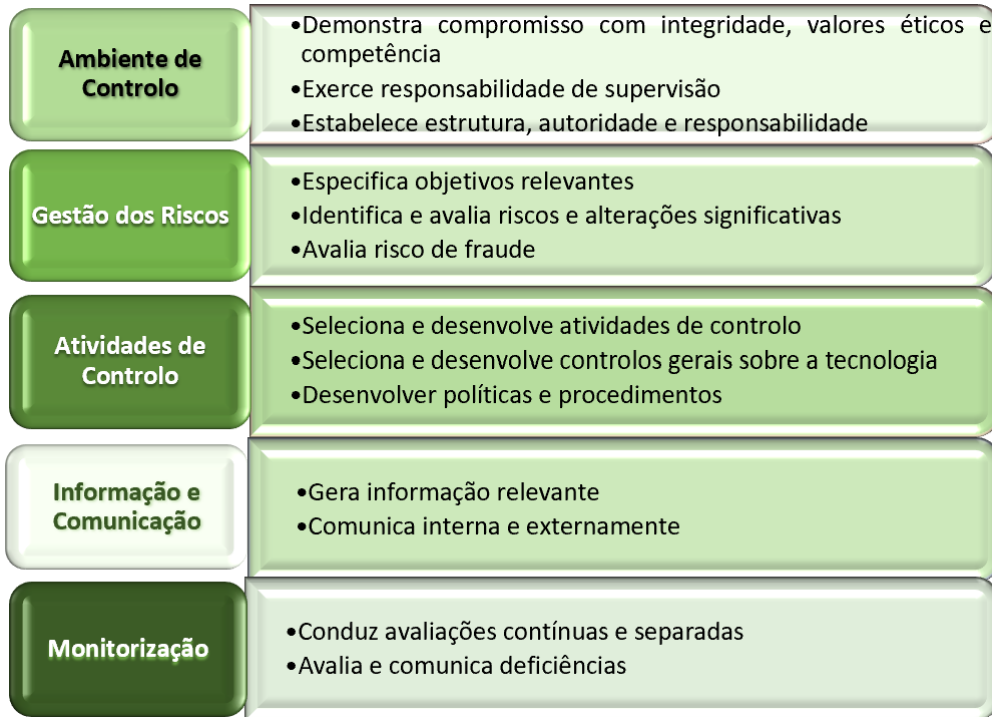 Ambiente de
Controlo
•Demonstra compromisso com integridade, valores éticos e
competência
•Exerce responsabilidade de supervisão
•Estabelece estrutura, autoridade e responsabilidade
Gestão dos Riscos
•Especifica objetivos relevantes
•Identifica e avalia riscos e alterações significativas
•Avalia risco de fraude
Atividades de
Controlo
•Seleciona e desenvolve atividades de controlo
•Seleciona e desenvolve controlos gerais sobre a tecnologia
•Desenvolver políticas e procedimentos
Informação e
Comunicação
•Gera informação relevante
•Comunica interna e externamente
Monitorização
•Conduz avaliações contínuas e separadas
•Avalia e comunica deficiências